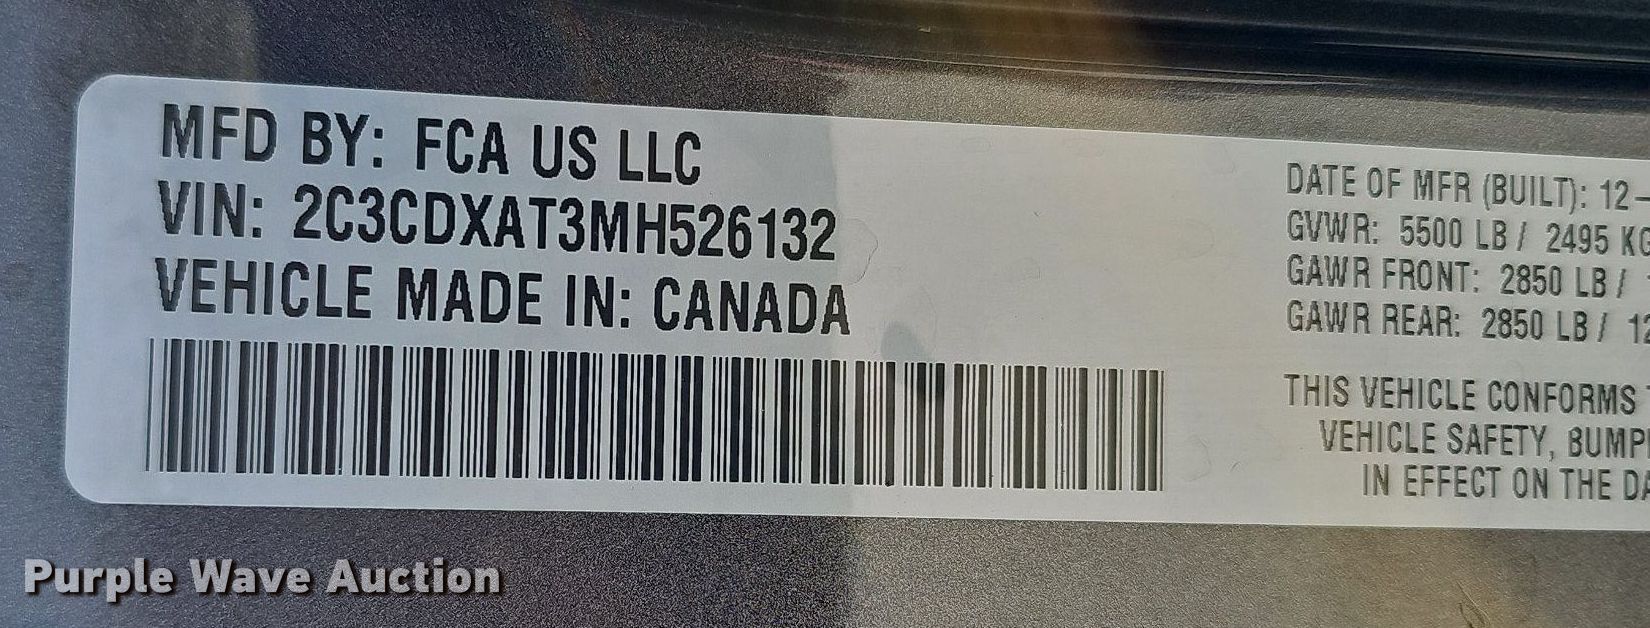 MFD BY: FCA US LLC
VIN: 2C3CDXAT3MH526132
VEHICLE MADE IN: CANADA
DATE OF MFR (BUILT): 12-
GVWR: 5500 LB / 2495 KG
GAWR FRONT: 2850 LB /
GAWR REAR: 2850 LB / 12
THIS VEHICLE CONFORMS
VEHICLE SAFETY, BUMP
IN EFFECT ON THE DA
Purple Wave Auction